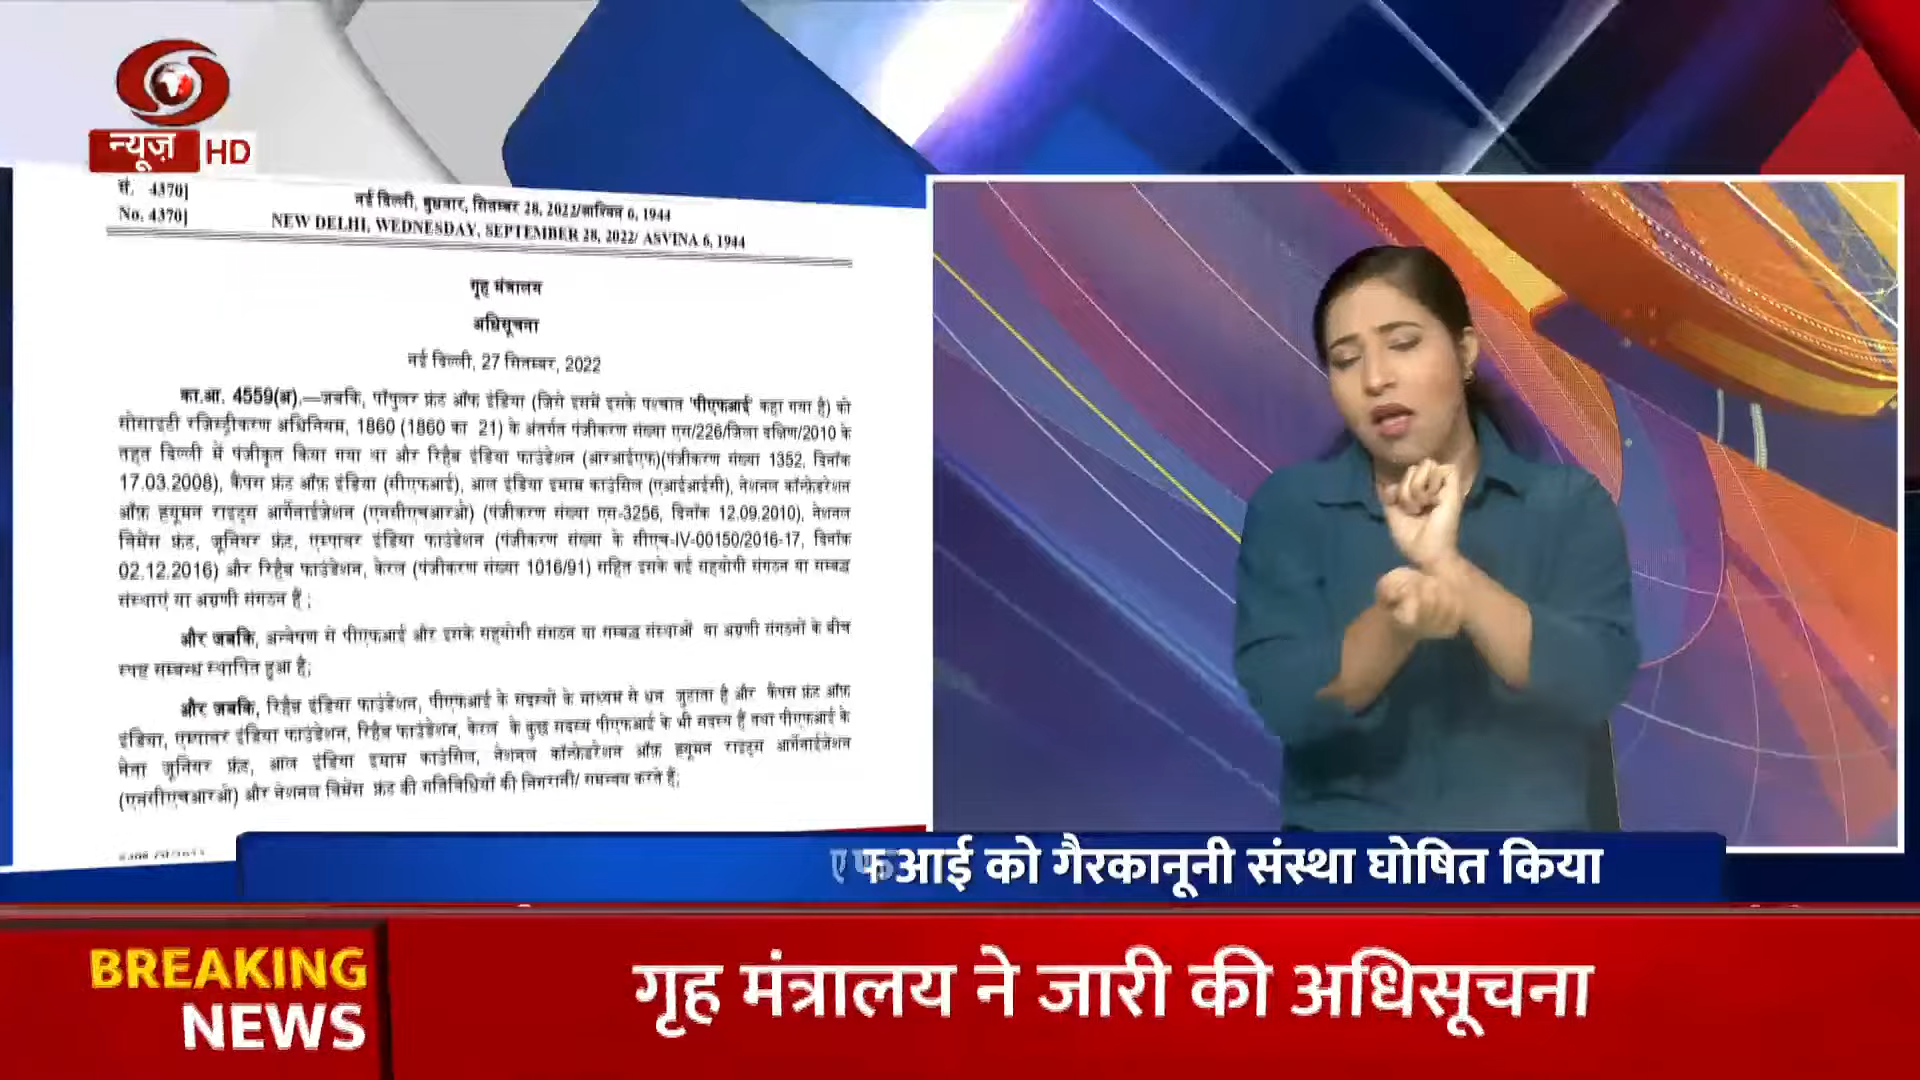 न्यूज़ HD
सं. 4370]
No. 4370]
नई दिल्ली, बुधवार, सितम्बर 28, 2022/आश्विन 6, 1944
NEW DELHI, WEDNESDAY, SEPTEMBER 28, 2022/ ASVINA 6, 1944
गृह मंत्रालय
अधिसूचना
नई दिल्ली, 27 सितम्बर, 2022
का.आ. 4559(अ).—जबकि, पॉपुलर फ्रंट ऑफ इंडिया (जिसे इसमें इसके पश्चात 'पीएफआई' कहा गया है) को
सोसाइटी रजिस्ट्रीकरण अधिनियम, 1860 (1860 का 21) के अंतर्गत पंजीकरण संख्या एस/226/जिला दक्षिण/2010 के
तहत दिल्ली में पंजीकृत किया गया था और रिहैब इंडिया फाउंडेशन (आरआईएफ)(पंजीकरण संख्या 1352, दिनाँक
17.03.2008), कैंपस फ्रंट ऑफ़ इंडिया (सीएफआई), आल इंडिया इमाम काउंसिल (एआईआईसी), नेशनल कॉन्फ़ेडरेशन
ऑफ़ ह्यूमन राइट्स आर्गेनाईजेशन (एनसीएचआरओ) (पंजीकरण संख्या एस-3256, दिनाँक 12.09.2010), नेशनल
विमेंस फ्रंट, जूनियर फ्रंट, एम्पावर इंडिया फाउंडेशन (पंजीकरण संख्या के सीएच-IV-00150/2016-17, दिनाँक
02.12.2016) और रिहैब फाउंडेशन, केरल (पंजीकरण संख्या 1016/91) सहित इसके कई सहयोगी संगठन या सम्बद्ध
संस्थाएं या अग्रणी संगठन हैं ;
और जबकि, अन्वेषण से पीएफआई और इसके सहयोगी संगठन या सम्बद्ध संस्थाओं या अग्रणी संगठनों के बीच
स्पष्ट सम्बन्ध स्थापित हुआ है;
और जबकि, रिहैब इंडिया फाउंडेशन, पीएफआई के सदस्यों के माध्यम से धन जुटाता है और कैंपस फ्रंट ऑफ़
इंडिया, एम्पावर इंडिया फाउंडेशन, रिहैब फाउंडेशन, केरल के कुछ सदस्य पीएफआई के भी सदस्य हैं तथा पीएफआई के
नेता जूनियर फ्रंट, आल इंडिया इमाम काउंसिल, नेशनल कॉन्फ़ेडरेशन ऑफ़ ह्यूमन राइट्स आर्गेनाईजेशन
(एनसीएचआरओ) और नेशनल विमेंस फ्रंट की गतिविधियों की निगरानी/ समन्वय करते हैं;
एफआई को गैरकानूनी संस्था घोषित किया
BREAKING
NEWS
गृह मंत्रालय ने जारी की अधिसूचना